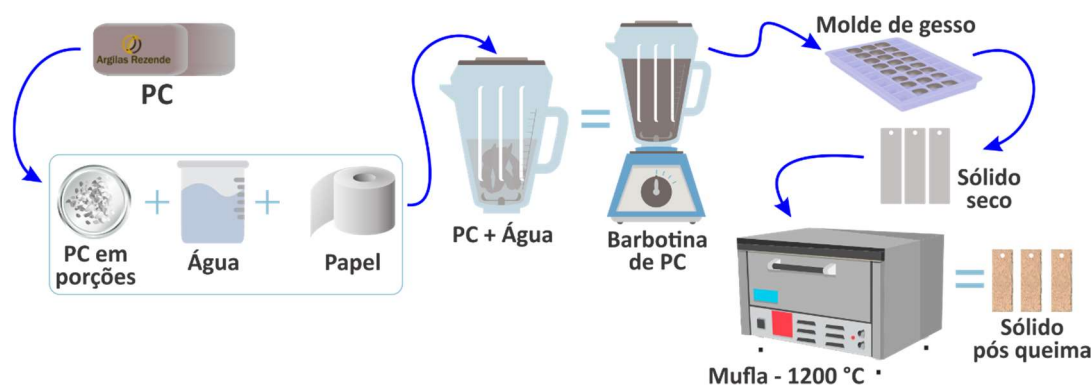 Argilas Rezende
PC
PC em
porções
Água
Papel
PC + Água
Barbotina
de PC
Molde de gesso
Sólido
seco
Mufla - 1200 °C
Sólido
pós queima